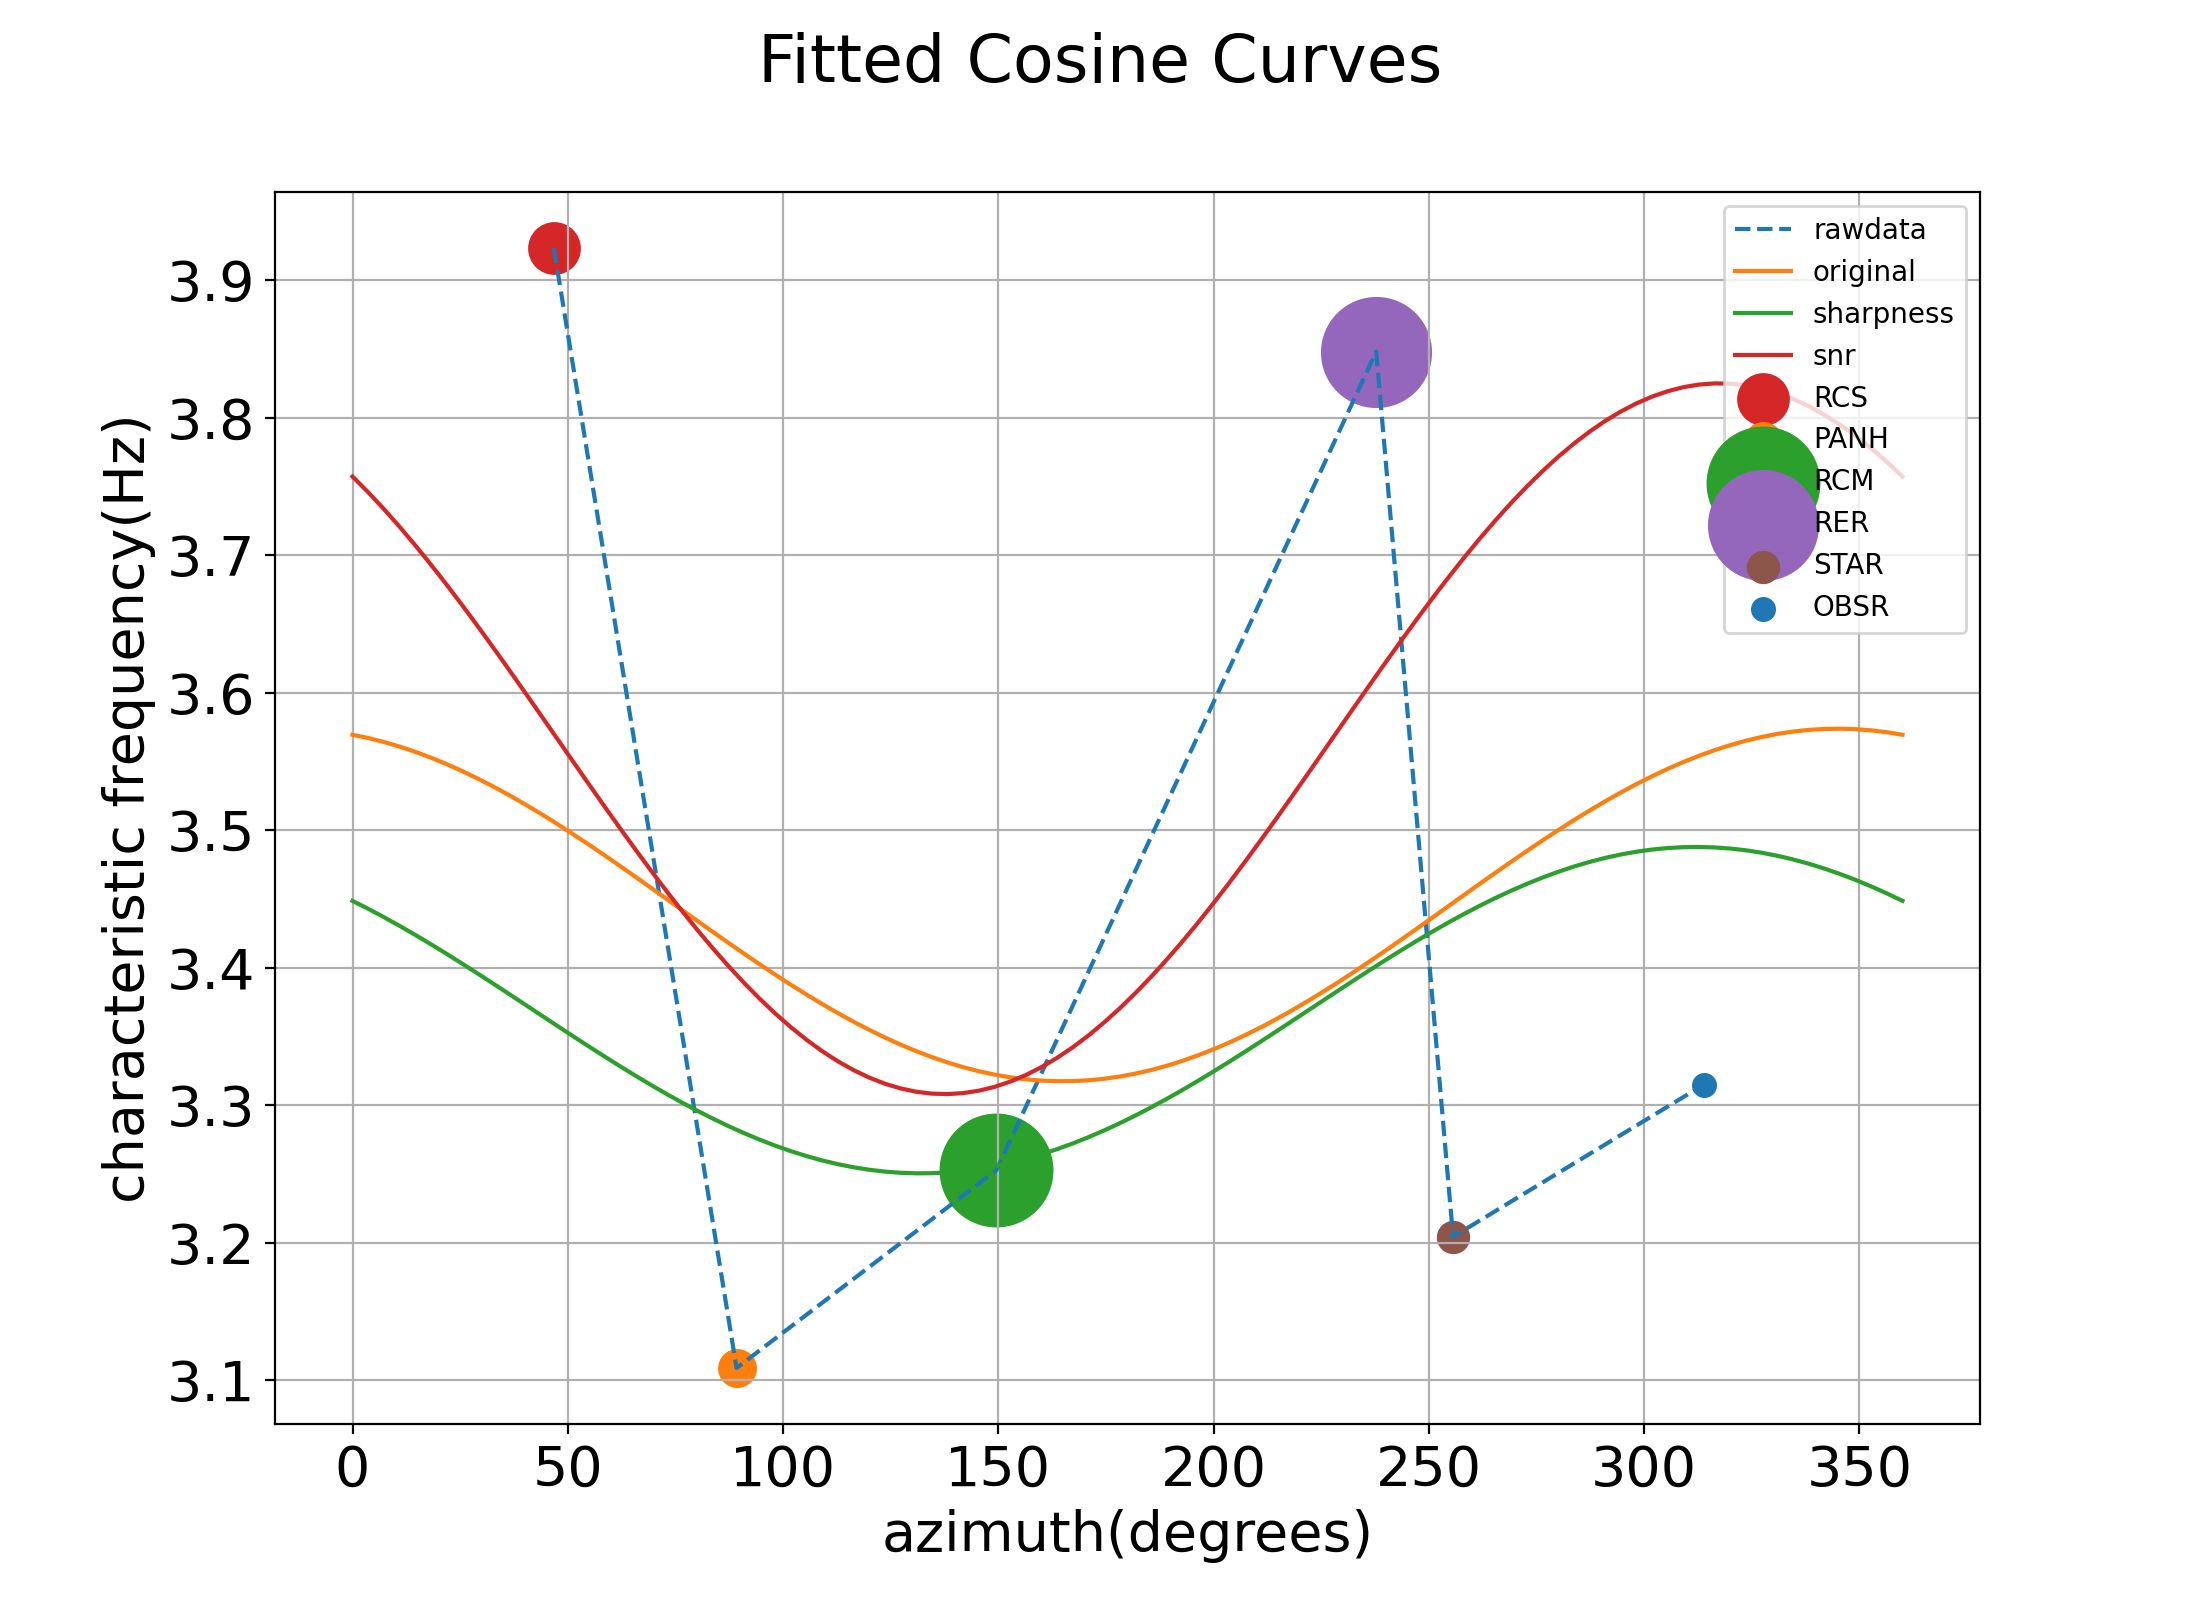 Fitted Cosine Curves
characteristic frequency(Hz)
3.9
3.8
3.7
3.6
3.5
3.4
3.3
3.2
3.1
rawdata
original
sharpness
snr
RCS
PANH
RCM
RER
STAR
OBSR
0 50 100 150 200 250 300 350
azimuth(degrees)